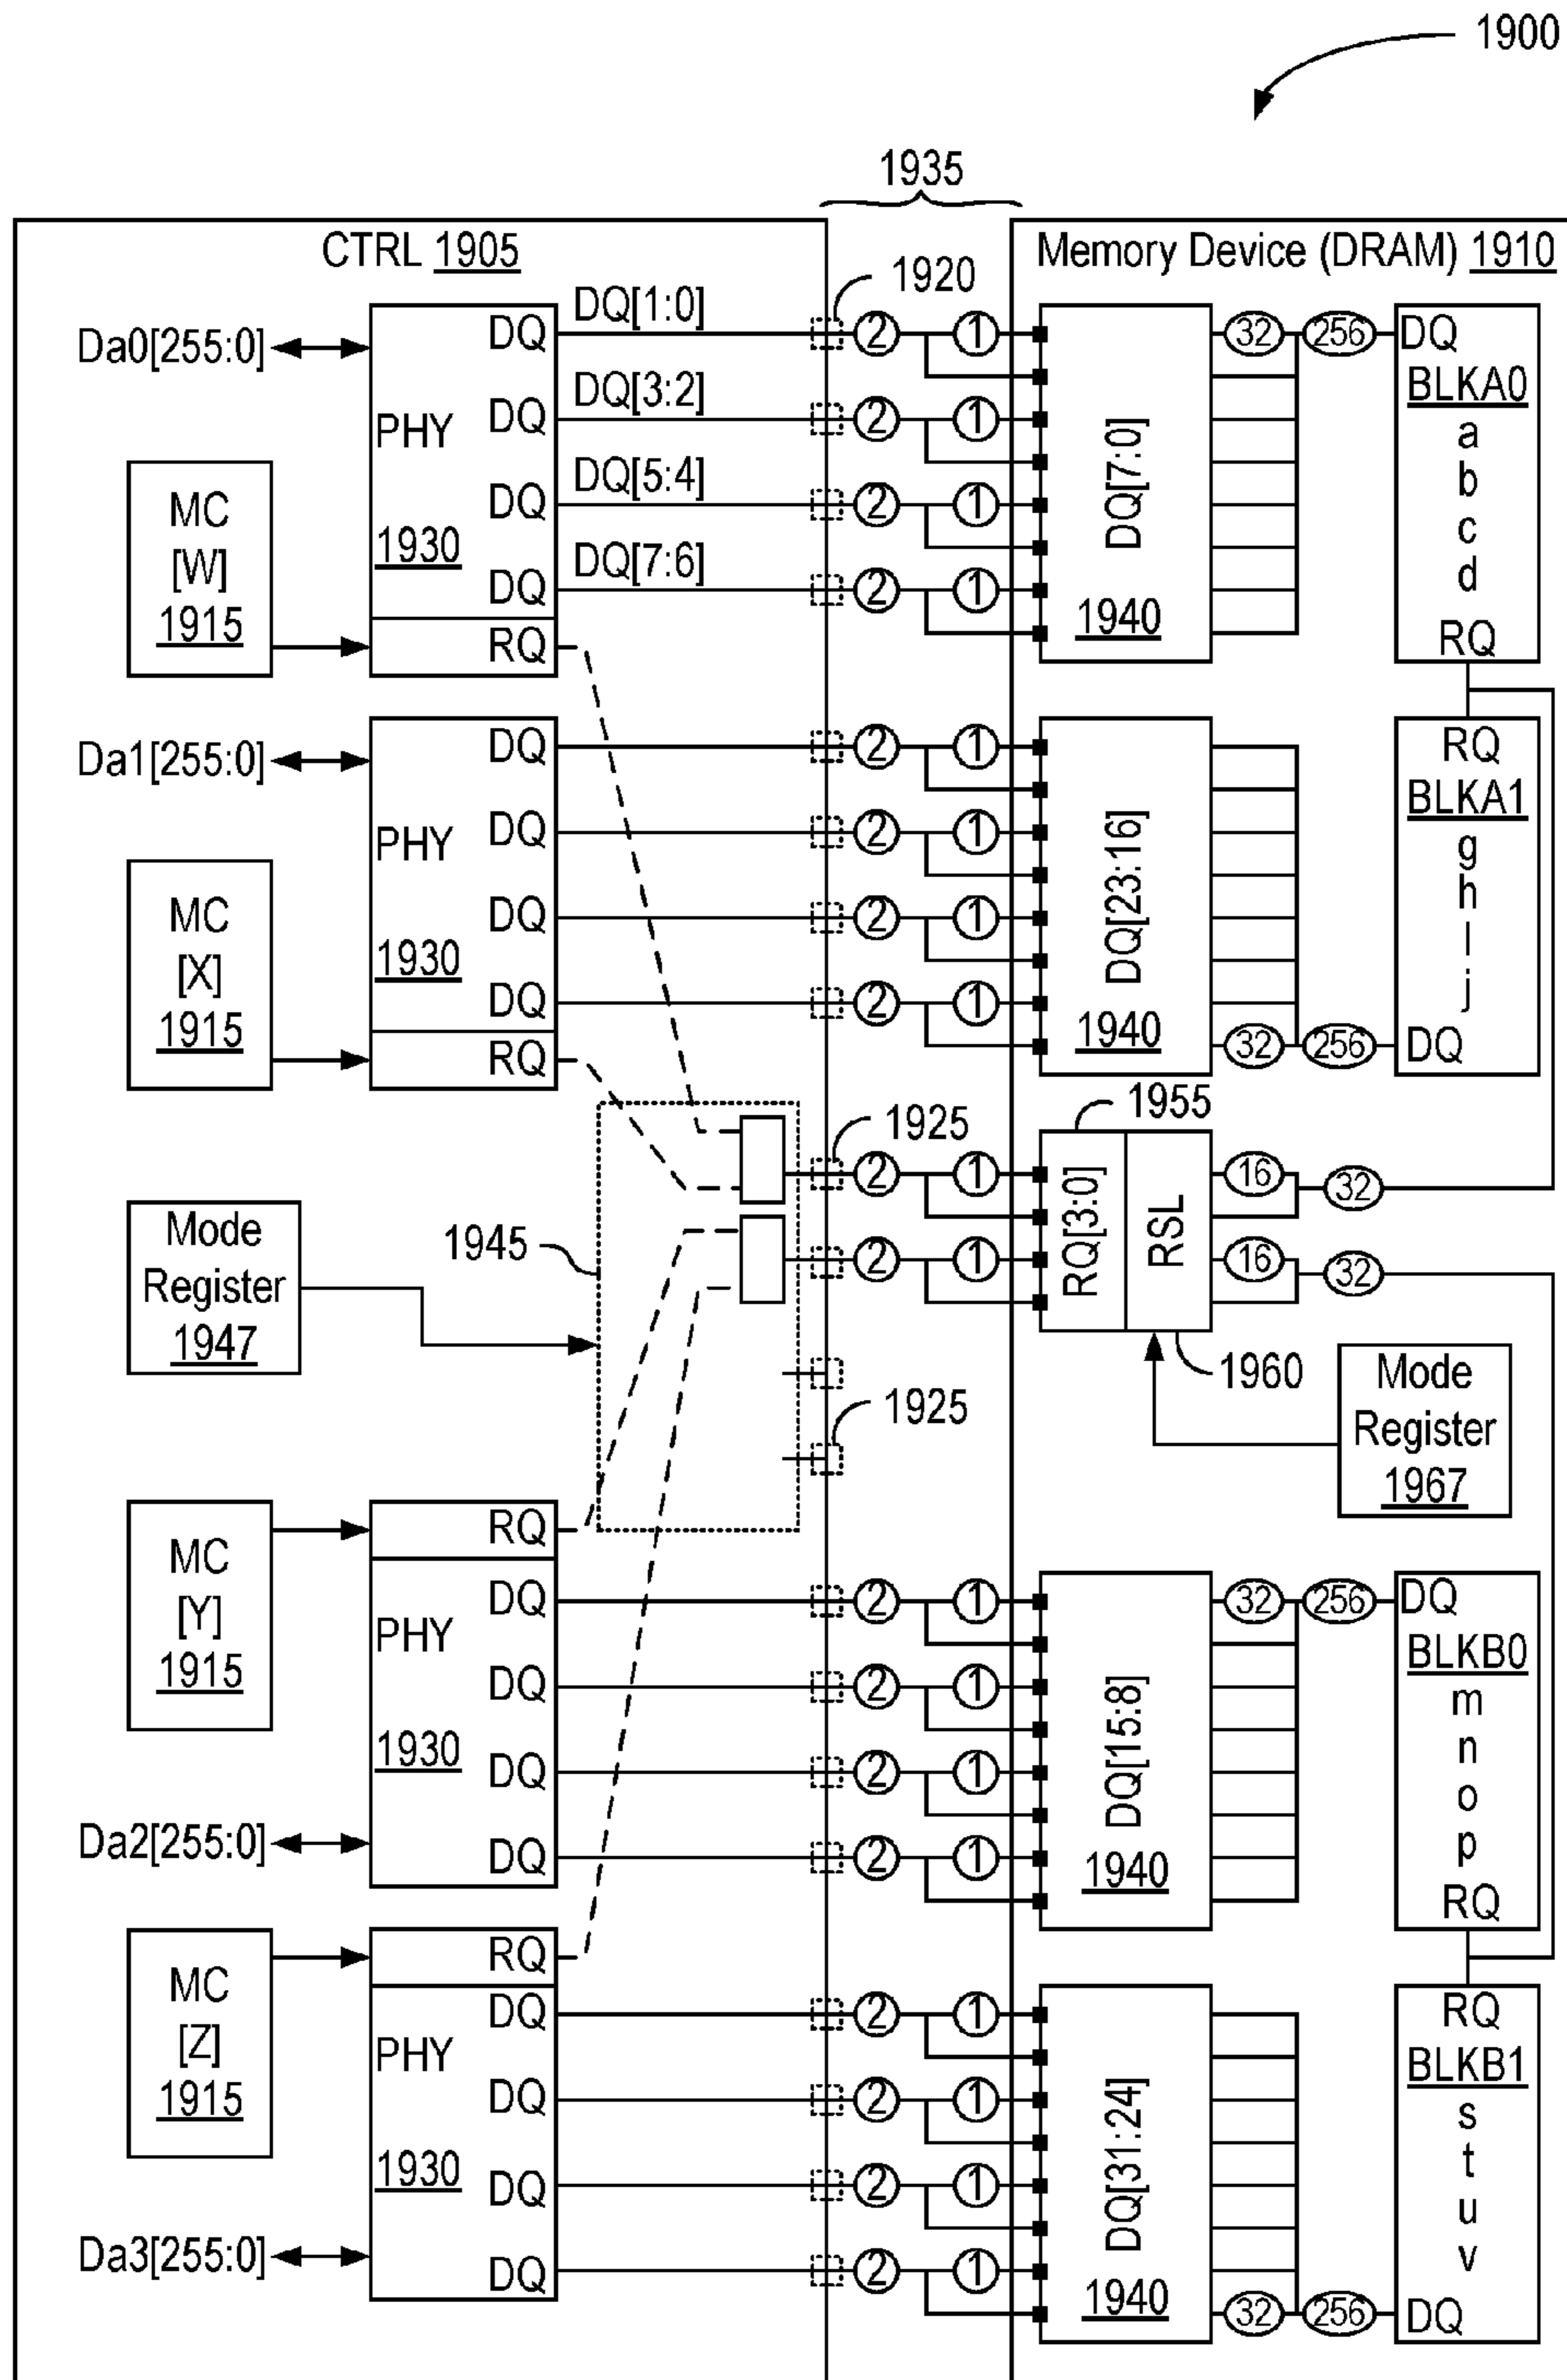 1900
1935
CTRL 1905
Memory Device (DRAM) 1910
1920
Da0[255:0]
PHY
1930
DQ
DQ
DQ
DQ
RQ
DQ[1:0]
DQ[3:2]
DQ[5:4]
DQ[7:6]
MC
[W]
1915
2 1
2 1
2 1
2 1
DQ[7:0]
1940
32 256
DQ
BLKA0
a
b
c
d
RQ
Da1[255:0]
PHY
1930
DQ
DQ
DQ
DQ
RQ
MC
[X]
1915
2 1
2 1
2 1
2 1
DQ[23:16]
1940
32 256
RQ
BLKA1
g
h
I
j
DQ
1925
1955
2 1
2 1
RQ[3:0]
RSL
16 32
16 32
1945
Mode
Register
1947
1960
1925
Mode
Register
1967
MC
[Y]
1915
RQ
PHY
1930
DQ
DQ
DQ
DQ
Da2[255:0]
2 1
2 1
2 1
2 1
DQ[15:8]
1940
32 256
DQ
BLKB0
m
n
o
p
RQ
MC
[Z]
1915
RQ
PHY
1930
DQ
DQ
DQ
DQ
Da3[255:0]
2 1
2 1
2 1
2 1
DQ[31:24]
1940
32 256
RQ
BLKB1
s
t
u
v
DQ